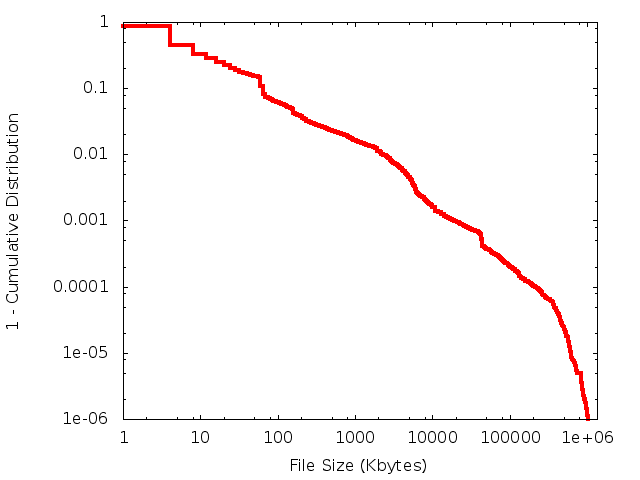 1
0.1
0.01
0.001
0.0001
1e-05
1e-06
1 - Cumulative Distribution
1 10 100 1000 10000 100000 1e+06
File Size (Kbytes)